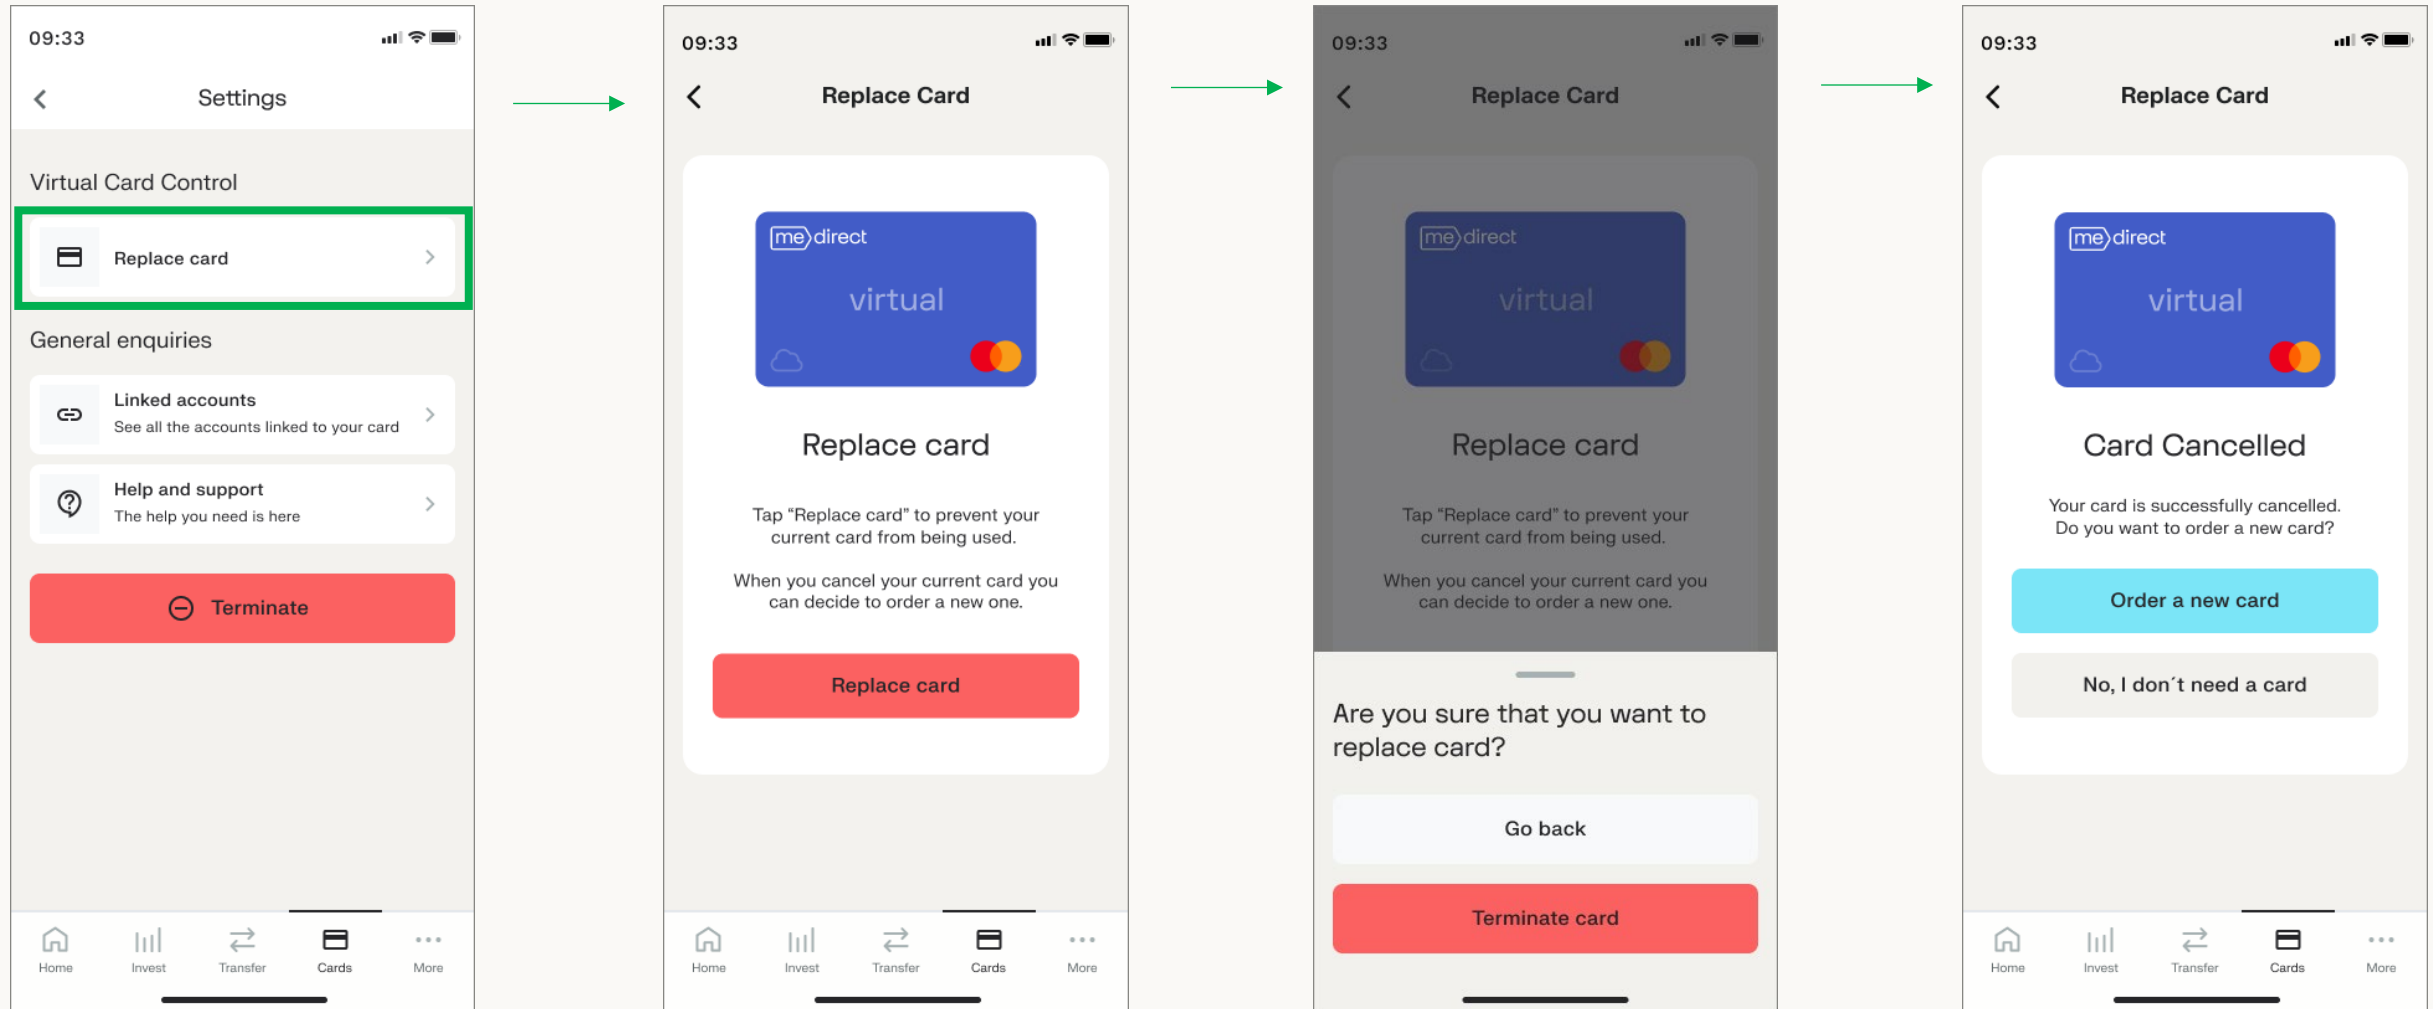 09:33
Settings
Virtual Card Control
Replace card
General enquiries
Linked accounts
See all the accounts linked to your card
Help and support
The help you need is here
Terminate
Home Invest Transfer Cards More
09:33
Replace Card
me direct
virtual
Replace card
Tap “Replace card” to prevent your
current card from being used.
When you cancel your current card you
can decide to order a new one.
Replace card
Home Invest Transfer Cards More
09:33
Replace Card
me direct
virtual
Replace card
Tap “Replace card” to prevent your
current card from being used.
When you cancel your current card you
can decide to order a new one.
Are you sure that you want to
replace card?
Go back
Terminate card
09:33
Replace Card
me direct
virtual
Card Cancelled
Your card is successfully cancelled.
Do you want to order a new card?
Order a new card
No, I don´t need a card
Home Invest Transfer Cards More